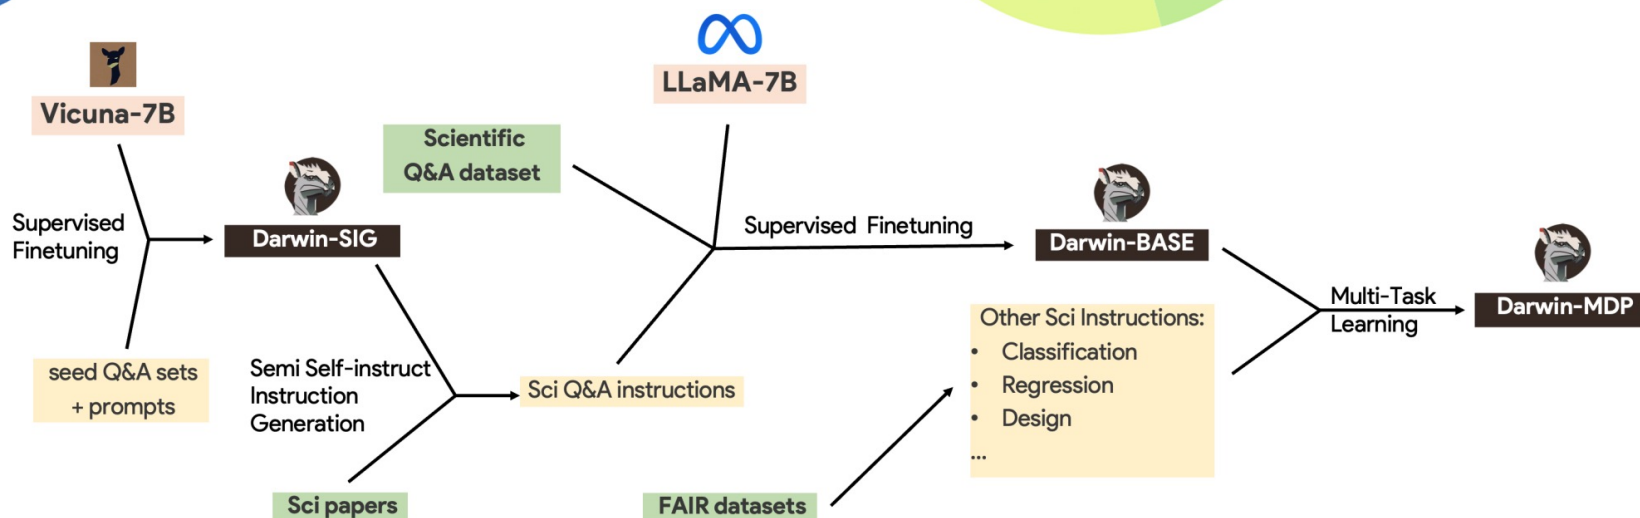 Vicuna-7B
Supervised
Finetuning
seed Q&A sets
+ prompts
Darwin-SIG
Semi Self-instruct
Instruction
Generation
Sci papers
Scientific
Q&A dataset
Sci Q&A instructions
LLaMA-7B
Supervised Finetuning
FAIR datasets
Darwin-BASE
Other Sci Instructions:
• Classification
• Regression
• Design
...
Multi-Task
Learning
Darwin-MDP